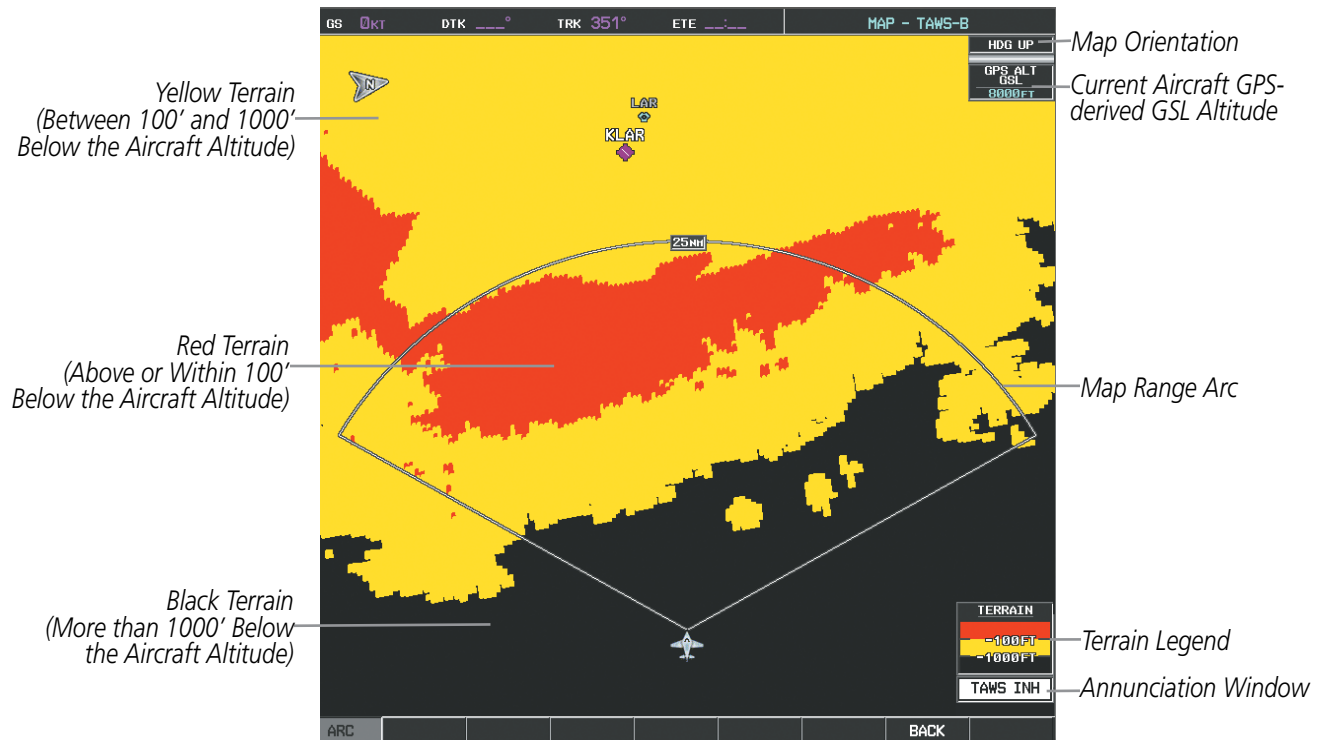 GS 0KT DTK ___° TRK 351° ETE __:__ MAP - TAWS-B
HDG UP
Map Orientation
GPS ALT
GSL
8000FT
Current Aircraft GPS-
derived GSL Altitude
Yellow Terrain
(Between 100’ and 1000’
Below the Aircraft Altitude)
N
LAR
KLAR
25NM
Red Terrain
(Above or Within 100’
Below the Aircraft Altitude)
Map Range Arc
Black Terrain
(More than 1000’ Below
the Aircraft Altitude)
TERRAIN
-100FT
-1000FT
Terrain Legend
TAWS INH
Annunciation Window
ARC BACK